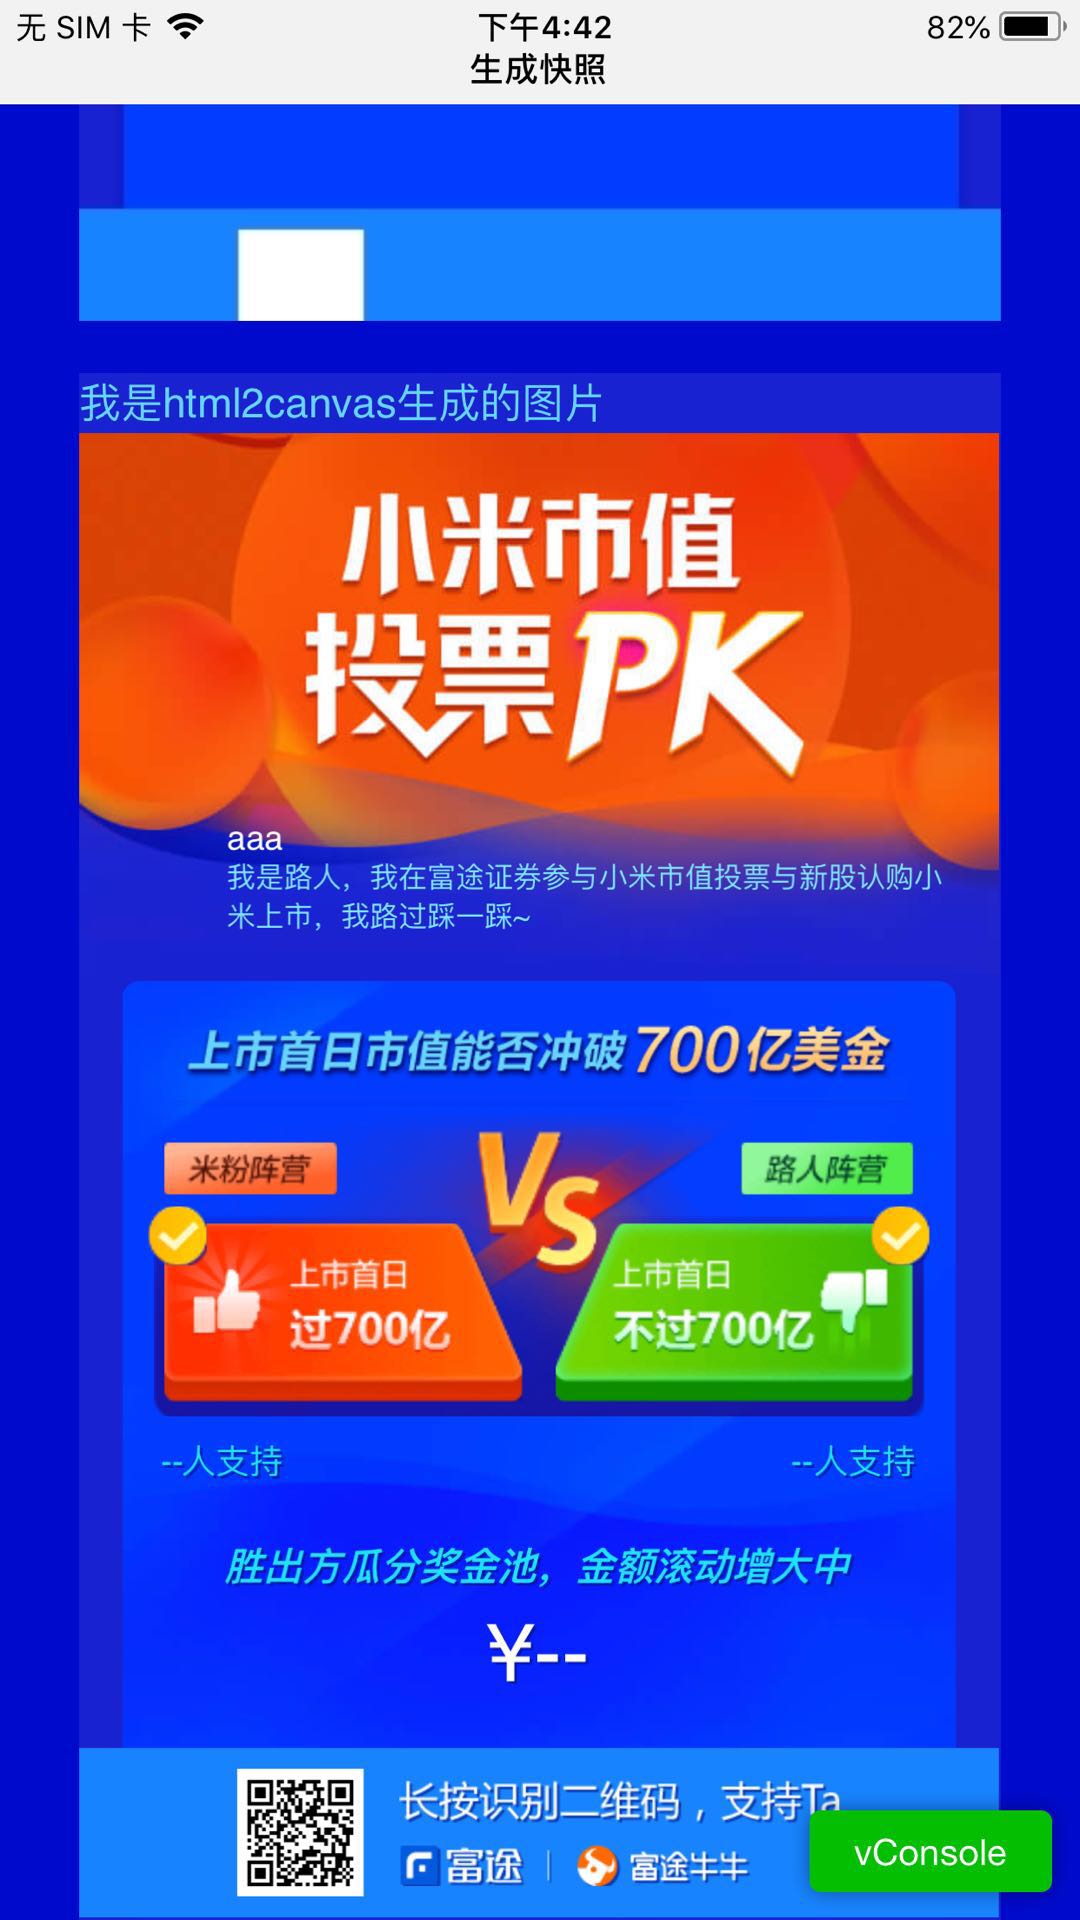 无 SIM 卡
下午4:42
82%
生成快照
我是html2canvas生成的图片
小米市值
投票PK
aaa
我是路人，我在富途证券参与小米市值投票与新股认购小
米上市，我路过踩一踩~
上市首日市值能否冲破700亿美金
米粉阵营
VS
路人阵营
上市首日
过700亿
上市首日
不过700亿
--人支持
--人支持
胜出方瓜分奖金池，金额滚动增大中
¥--
长按识别二维码，支持Ta
富途 | 富途牛牛
vConsole